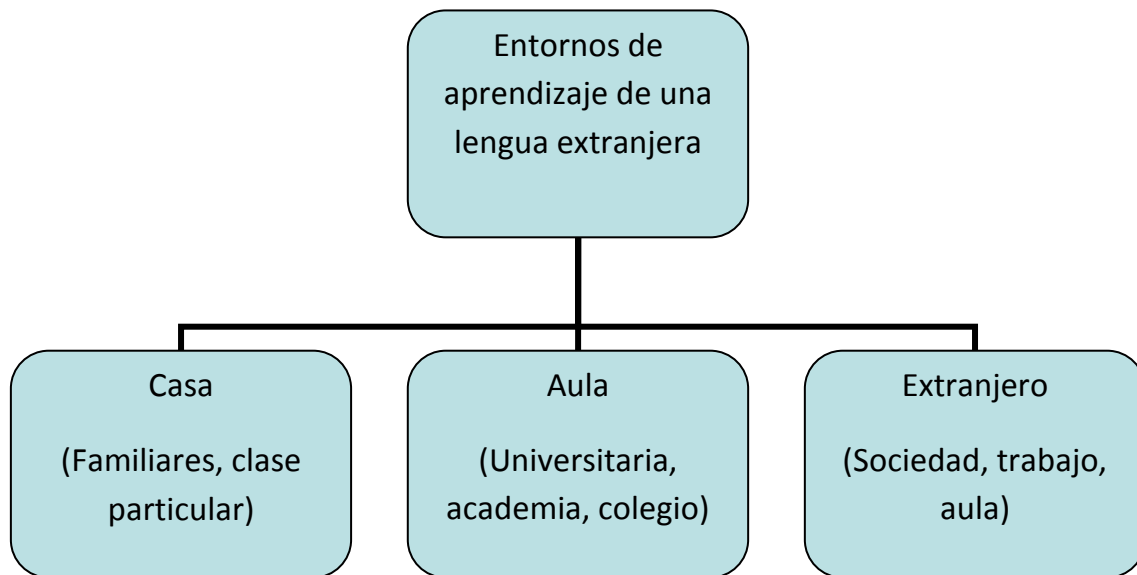 Entornos de
aprendizaje de una
lengua extranjera
Casa
(Familiares, clase
particular)
Aula
(Universitaria,
academia, colegio)
Extranjero
(Sociedad, trabajo,
aula)